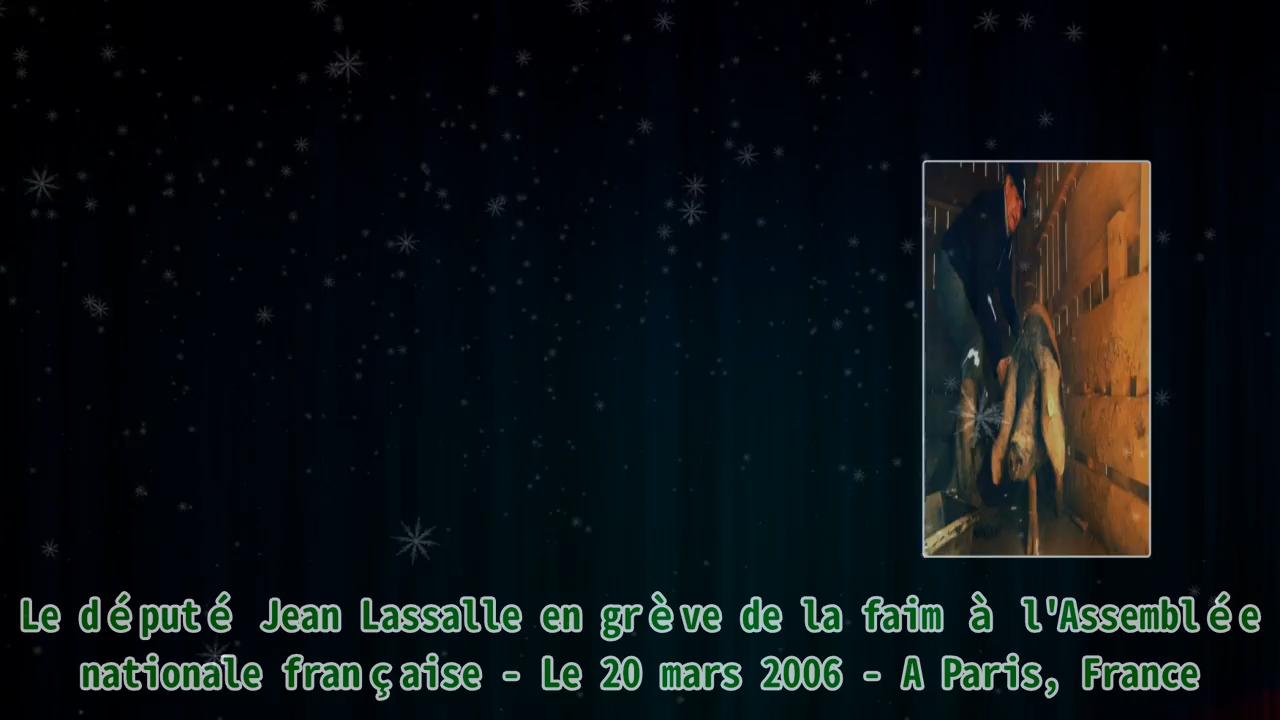 Le député Jean Lassalle en grève de la faim à l'Assemblée
nationale française - Le 20 mars 2006 - A Paris, France